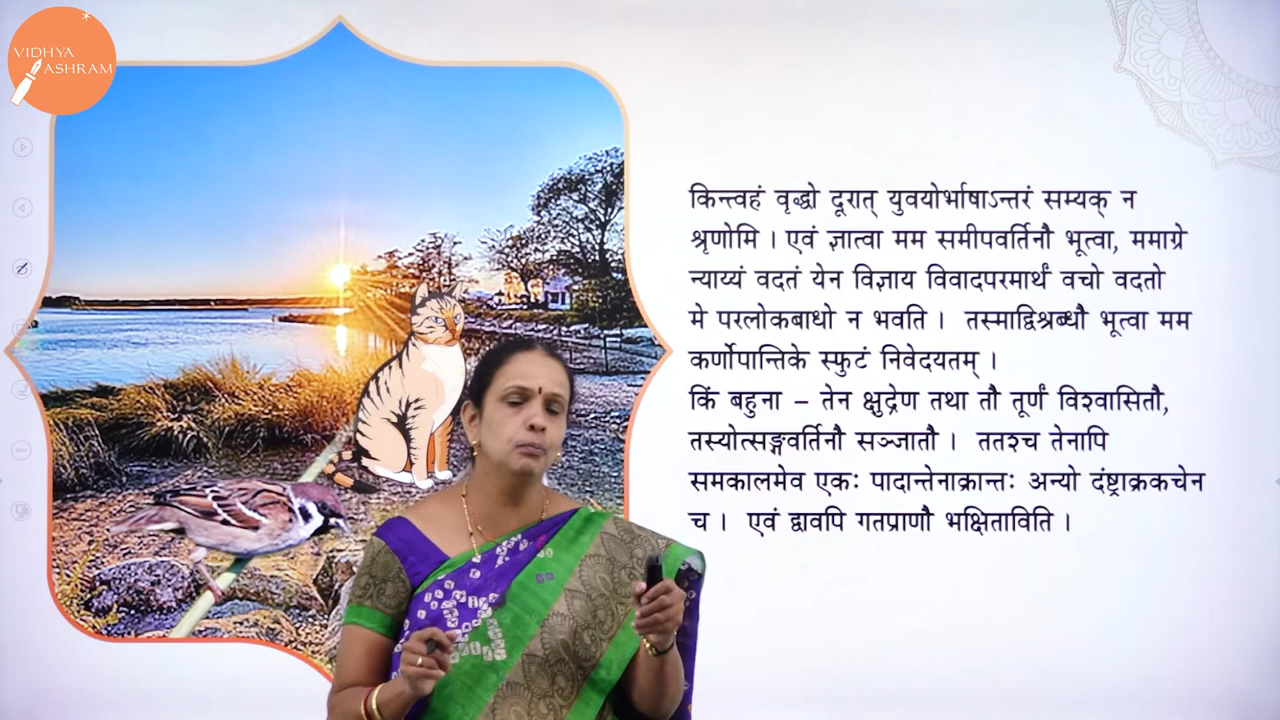 VIDHYA
ASHRAM
किन्त्वहं वृद्धो दूरात् युवयोर्भाषाऽन्तरं सम्यक् न
श्रृणोमि । एवं ज्ञात्वा मम समीपवर्तिनौ भूत्वा, ममाग्रे
न्याय्यं वदतं येन विज्ञाय विवादपरमार्थं वचो वदतो
मे परलोकबाधो न भवति । तस्माद्विश्रब्धौ भूत्वा मम
कर्णोपान्तिके स्फुटं निवेदयतम् ।
किं बहुना – तेन क्षुद्रेण तथा तौ तूर्णं विश्वासितौ,
तस्योत्सङ्गवर्तिनौ सञ्जातौ । ततश्च तेनापि
समकालमेव एकः पादान्तेनाक्रान्तः अन्यो दंष्ट्राक्रकचेन
च । एवं द्वावपि गतप्राणौ भक्षिताविति ।